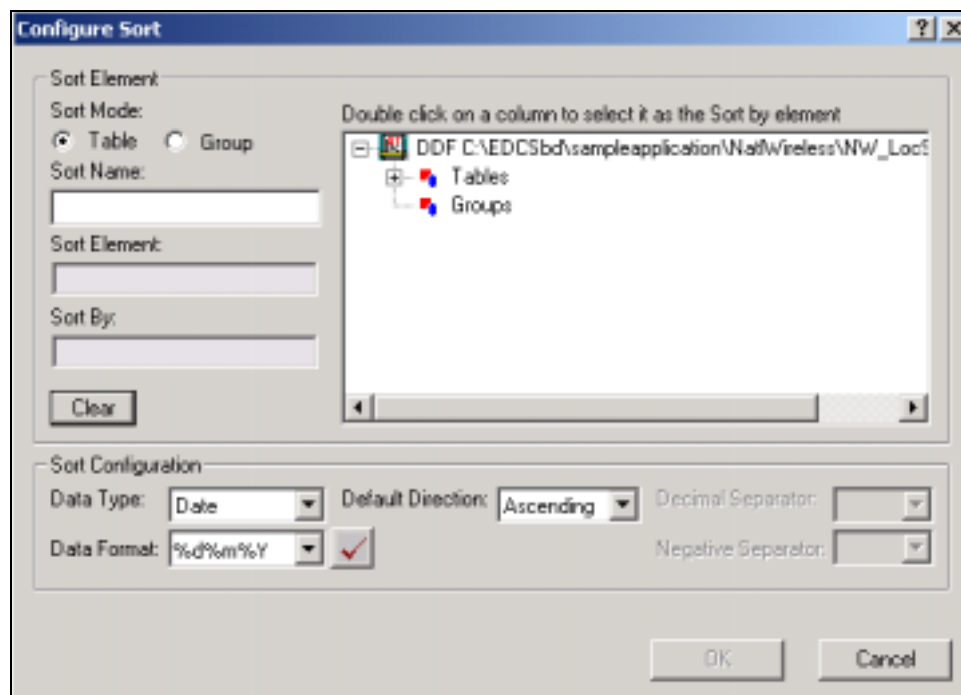 Configure Sort
Sort Element
Sort Mode:
Table
Group
Sort Name:
Sort Element:
Sort By:
Clear
Double click on a column to select it as the Sort by element
DDF C:\EDCSbd\sampleapplication\NatlWireless\NW_LocS
Tables
Groups
Sort Configuration
Data Type: Date
Default Direction: Ascending
Decimal Separator:
Data Format: %d%m%Y
Negative Separator:
OK
Cancel